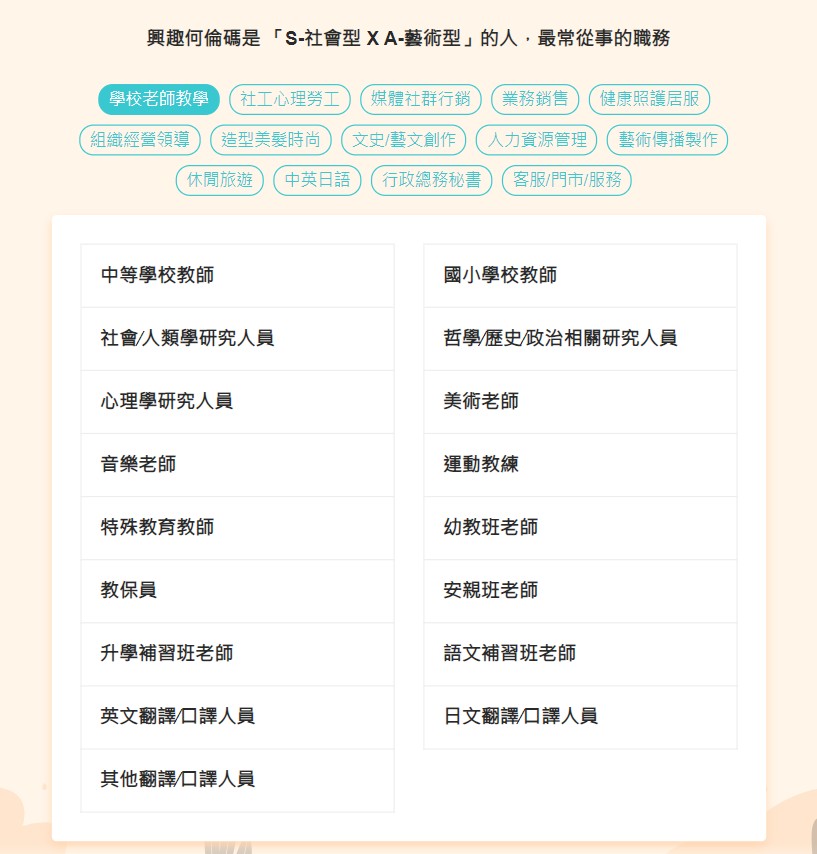 興趣何倫碼是「S-社會型 X A-藝術型」的人，最常從事的職務
學校老師教學 社工心理勞工 媒體社群行銷 業務銷售 健康照護居服
組織經營領導 造型美髮時尚 文史/藝文創作 人力資源管理 藝術傳播製作
休閒旅遊 中英日語 行政總務秘書 客服/門市/服務
中等學校教師 國小學校教師
社會∕人類學研究人員 哲學∕歷史∕政治相關研究人員
心理學研究人員 美術老師
音樂老師 運動教練
特殊教育教師 幼教班老師
教保員 安親班老師
升學補習班老師 語文補習班老師
英文翻譯∕口譯人員 日文翻譯∕口譯人員
其他翻譯∕口譯人員